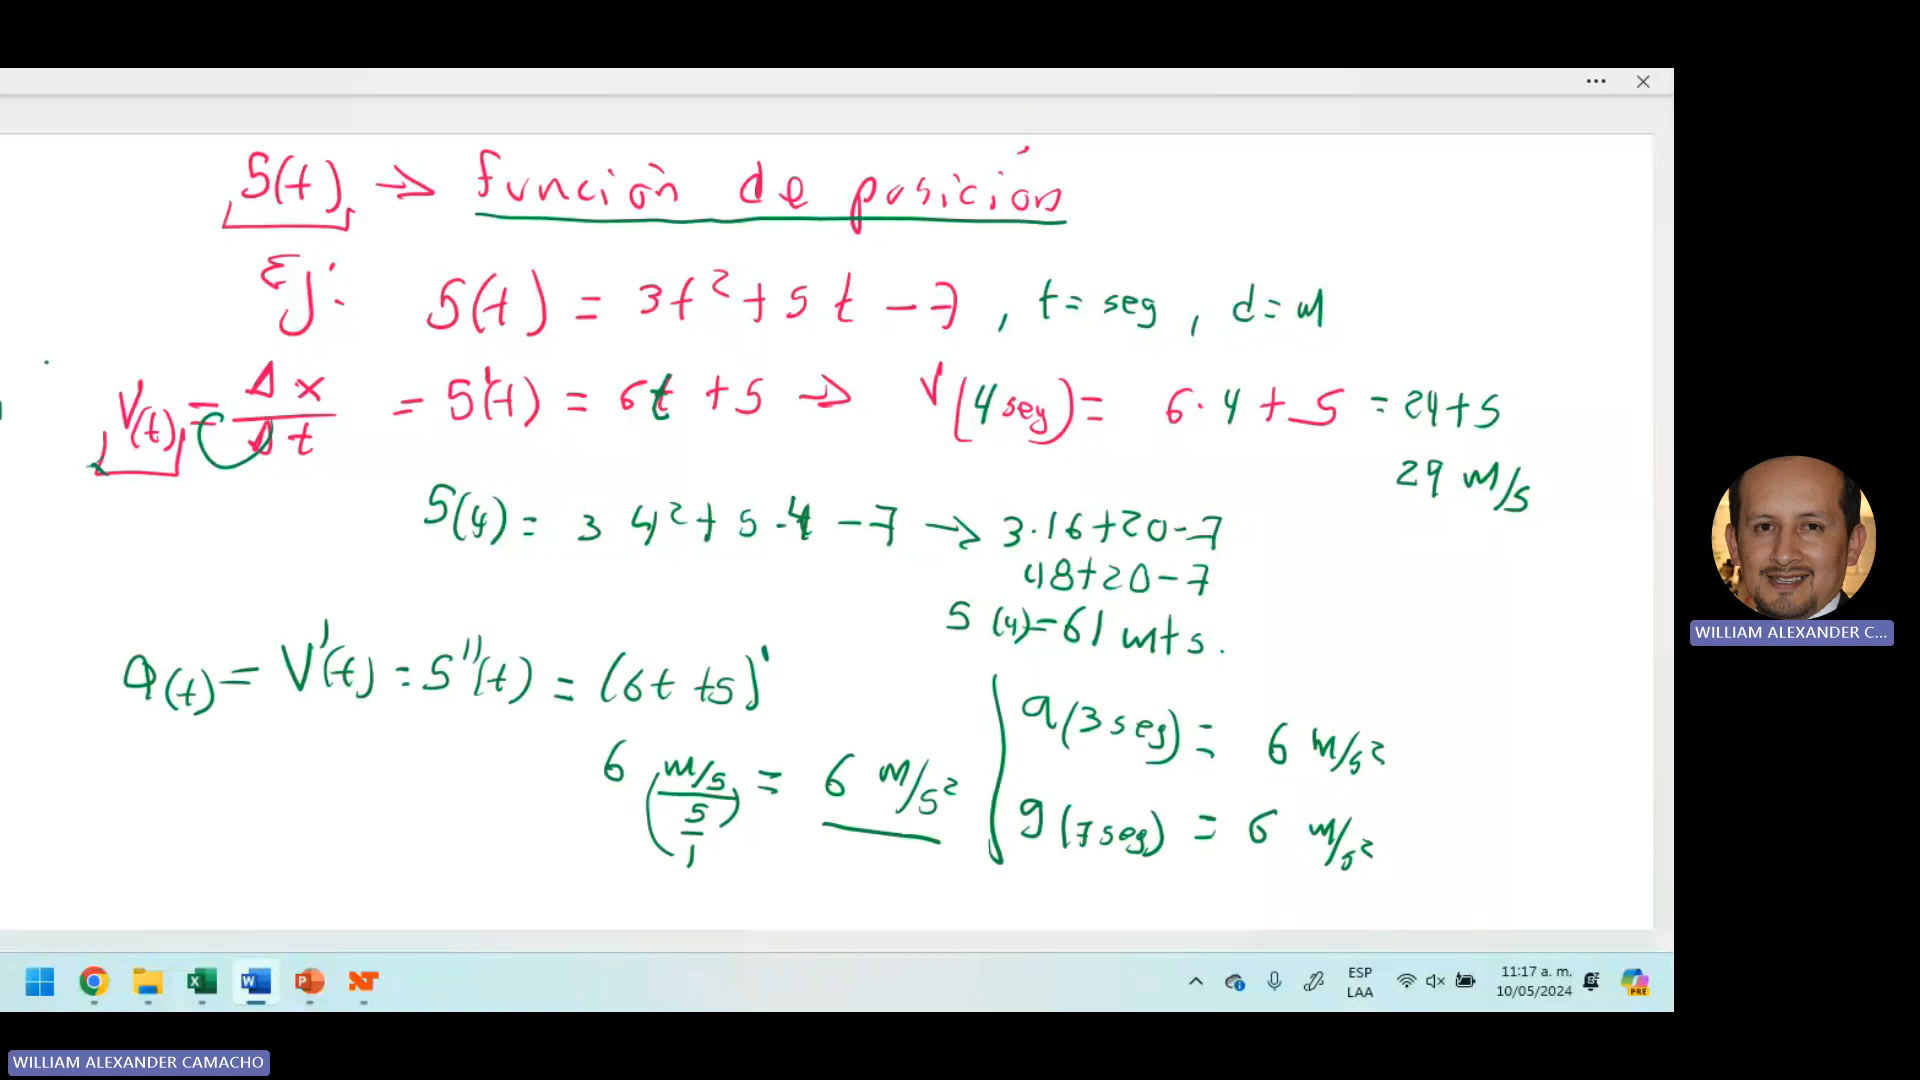 S(t) → función de posición
Ej: S(t) = 3t² + 5t - 7 , t = seg , d = m
V(t) = Δx/Δt = S'(t) = 6t + 5 → V(4 seg) = 6·4 + 5 = 24+5
29 m/s
S(4) = 3 4² + 5·4 - 7 → 3·16+20-7
48+20-7
S(4)=61 mts.
a(t) = V'(t) = S''(t) = (6t+5)'
6 (m/s / s/1) = 6 m/s²
a(3 seg) = 6 m/s²
a(7 seg) = 6 m/s²
WILLIAM ALEXANDER C...
ESP
LAA
11:17 a. m.
10/05/2024
PRE
WILLIAM ALEXANDER CAMACHO